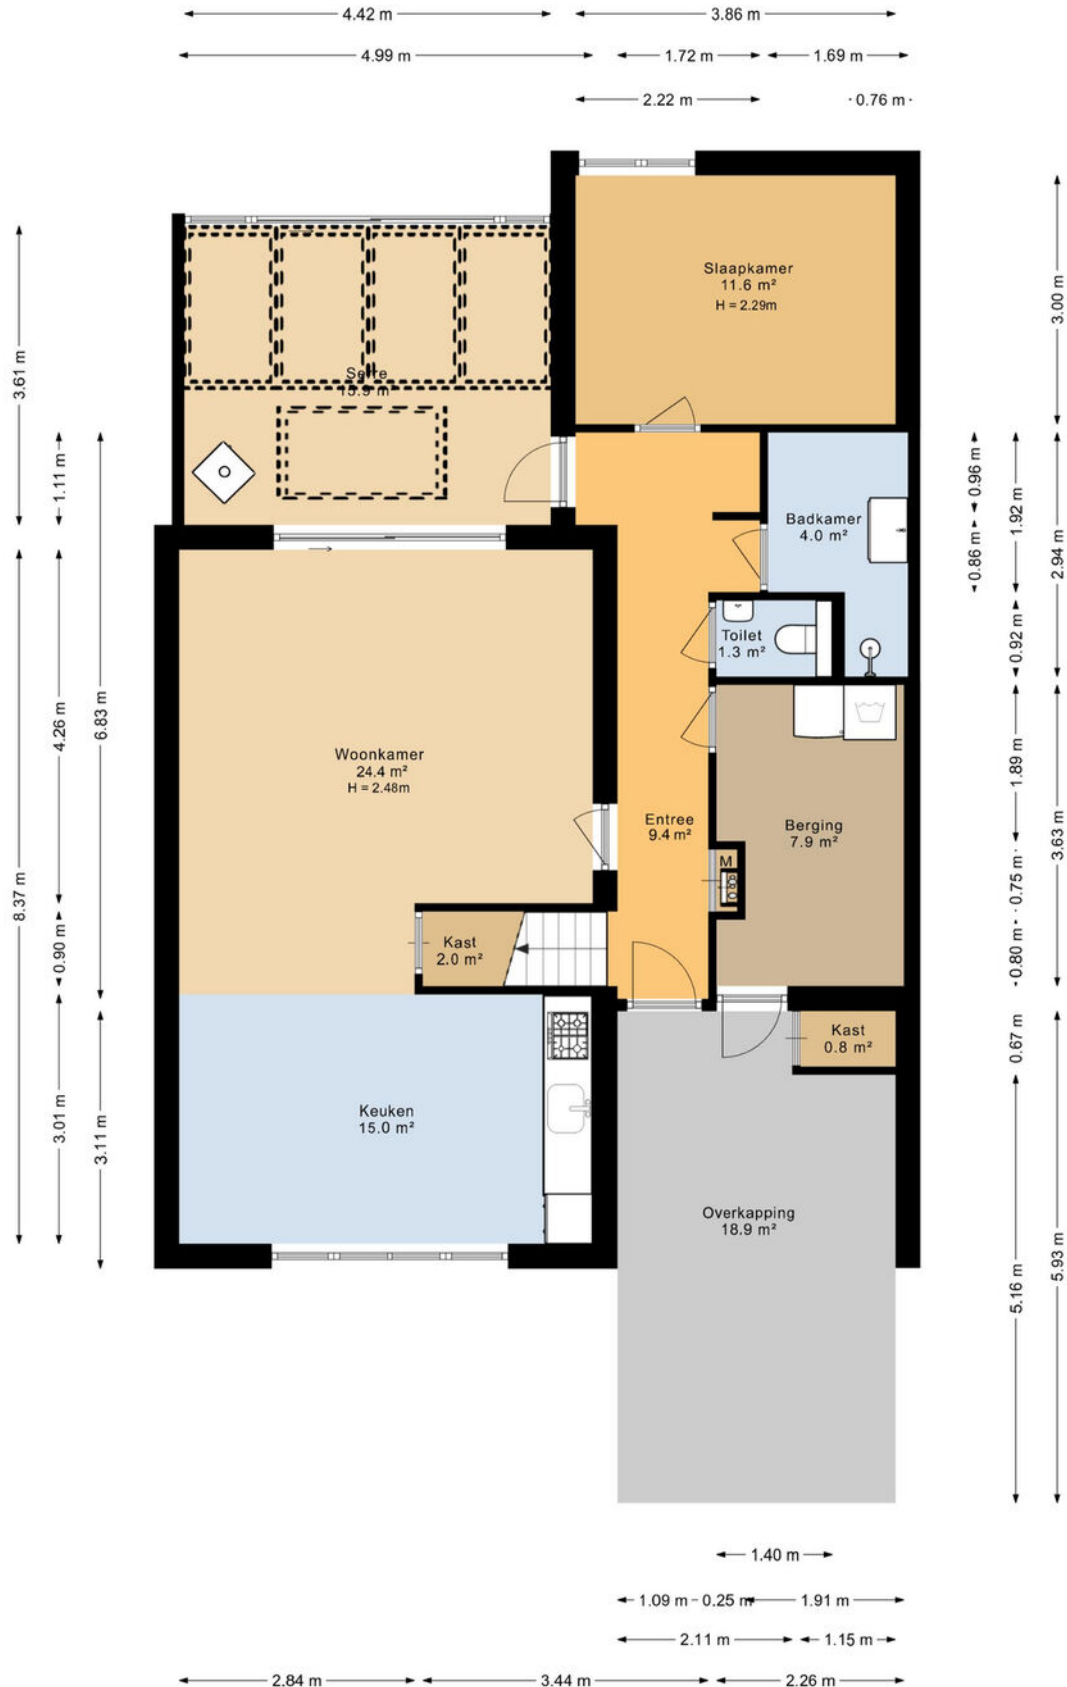 4.42 m
3.86 m
4.99 m
1.72 m
1.69 m
2.22 m
0.76 m
Slaapkamer
11.6 m²
H = 2.29m
3.00 m
3.61 m
Serre
15.9 m²
1.11 m
0.96 m
1.92 m
2.94 m
Badkamer
4.0 m²
0.86 m
0.92 m
Toilet
1.3 m²
4.26 m
6.83 m
Woonkamer
24.4 m²
H = 2.48m
1.89 m
Entree
9.4 m²
Berging
7.9 m²
3.63 m
M
0.75 m
8.37 m
0.90 m
Kast
2.0 m²
0.80 m
0.67 m
Kast
0.8 m²
3.01 m
3.11 m
Keuken
15.0 m²
Overkapping
18.9 m²
5.16 m
5.93 m
1.40 m
1.09 m
0.25 m
1.91 m
2.11 m
1.15 m
2.84 m
3.44 m
2.26 m